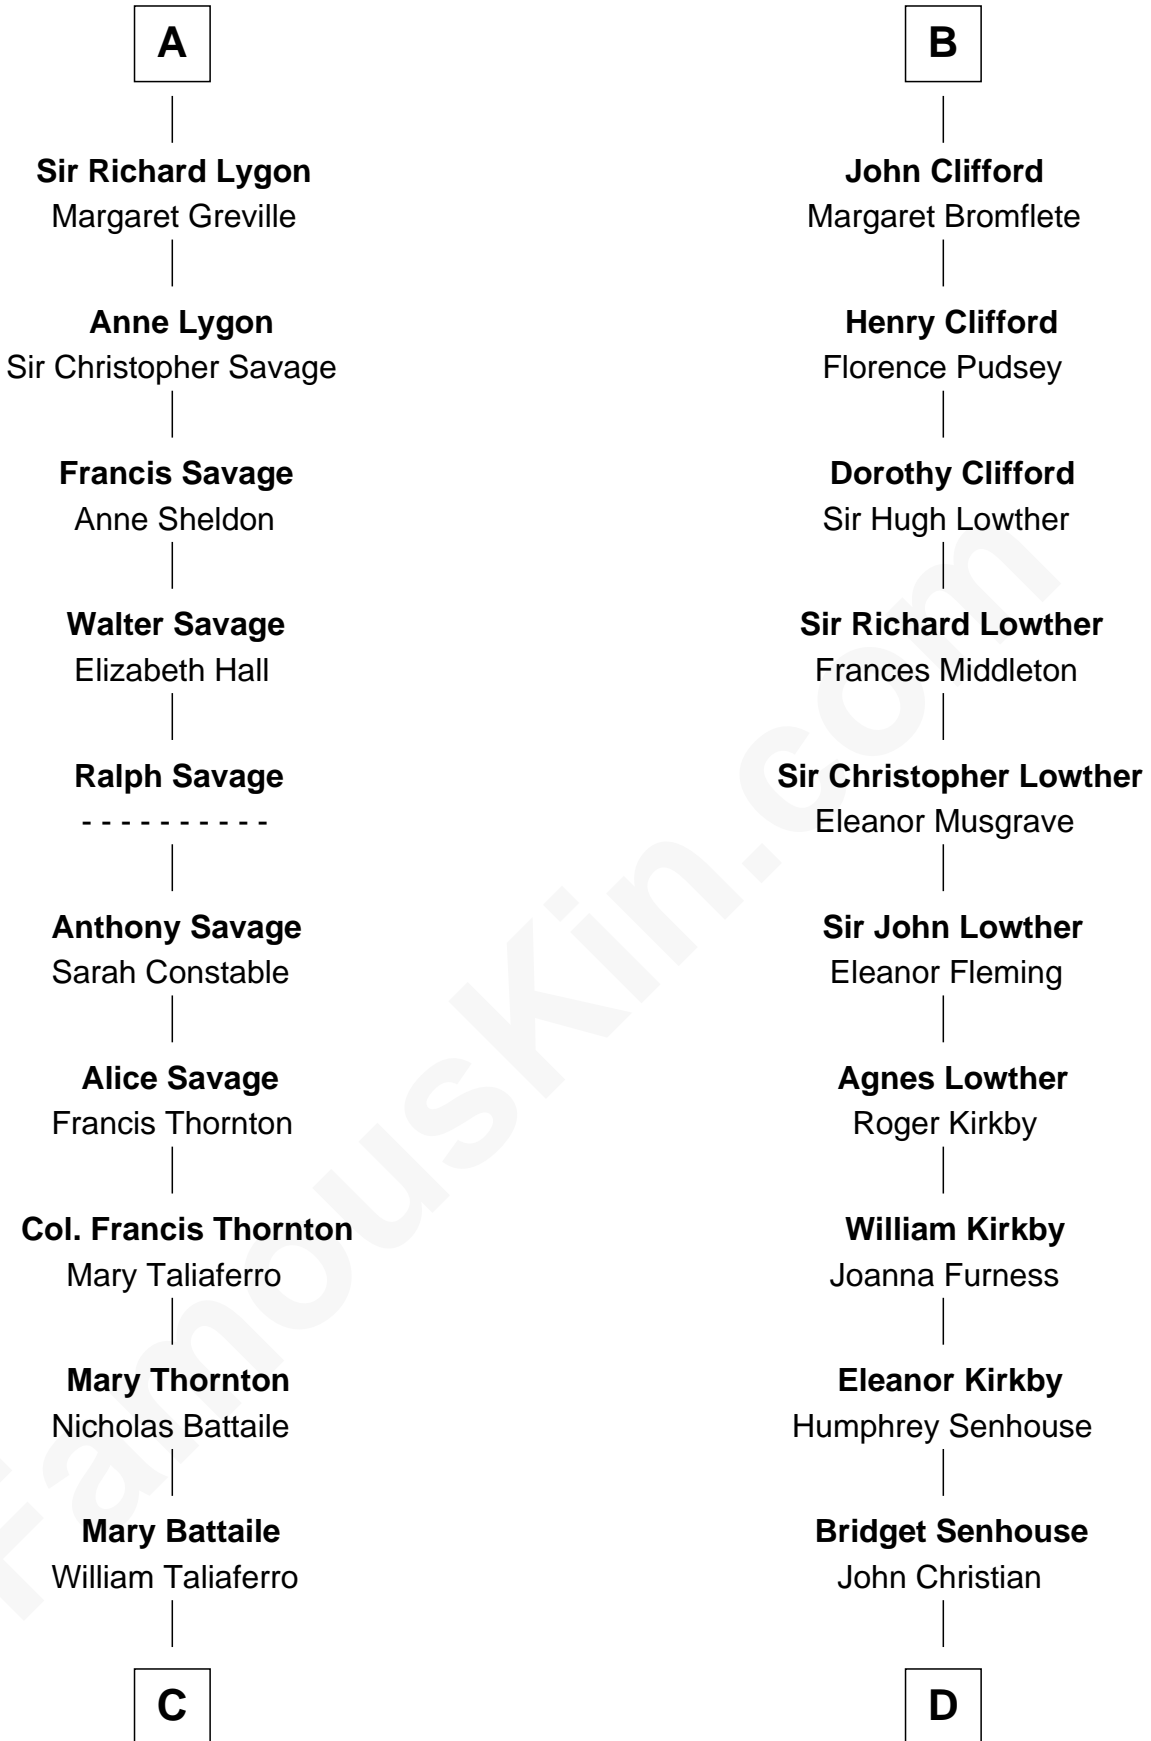 A
Sir Richard Lygon
Margaret Greville
Anne Lygon
Sir Christopher Savage
Francis Savage
Anne Sheldon
Walter Savage
Elizabeth Hall
Ralph Savage
- - - - - - - - - -
Anthony Savage
Sarah Constable
Alice Savage
Francis Thornton
Col. Francis Thornton
Mary Taliaferro
Mary Thornton
Nicholas Battaile
Mary Battaile
William Taliaferro
C
B
John Clifford
Margaret Bromflete
Henry Clifford
Florence Pudsey
Dorothy Clifford
Sir Hugh Lowther
Sir Richard Lowther
Frances Middleton
Sir Christopher Lowther
Eleanor Musgrave
Sir John Lowther
Eleanor Fleming
Agnes Lowther
Roger Kirkby
William Kirkby
Joanna Furness
Eleanor Kirkby
Humphrey Senhouse
Bridget Senhouse
John Christian
D
FamousKin.com